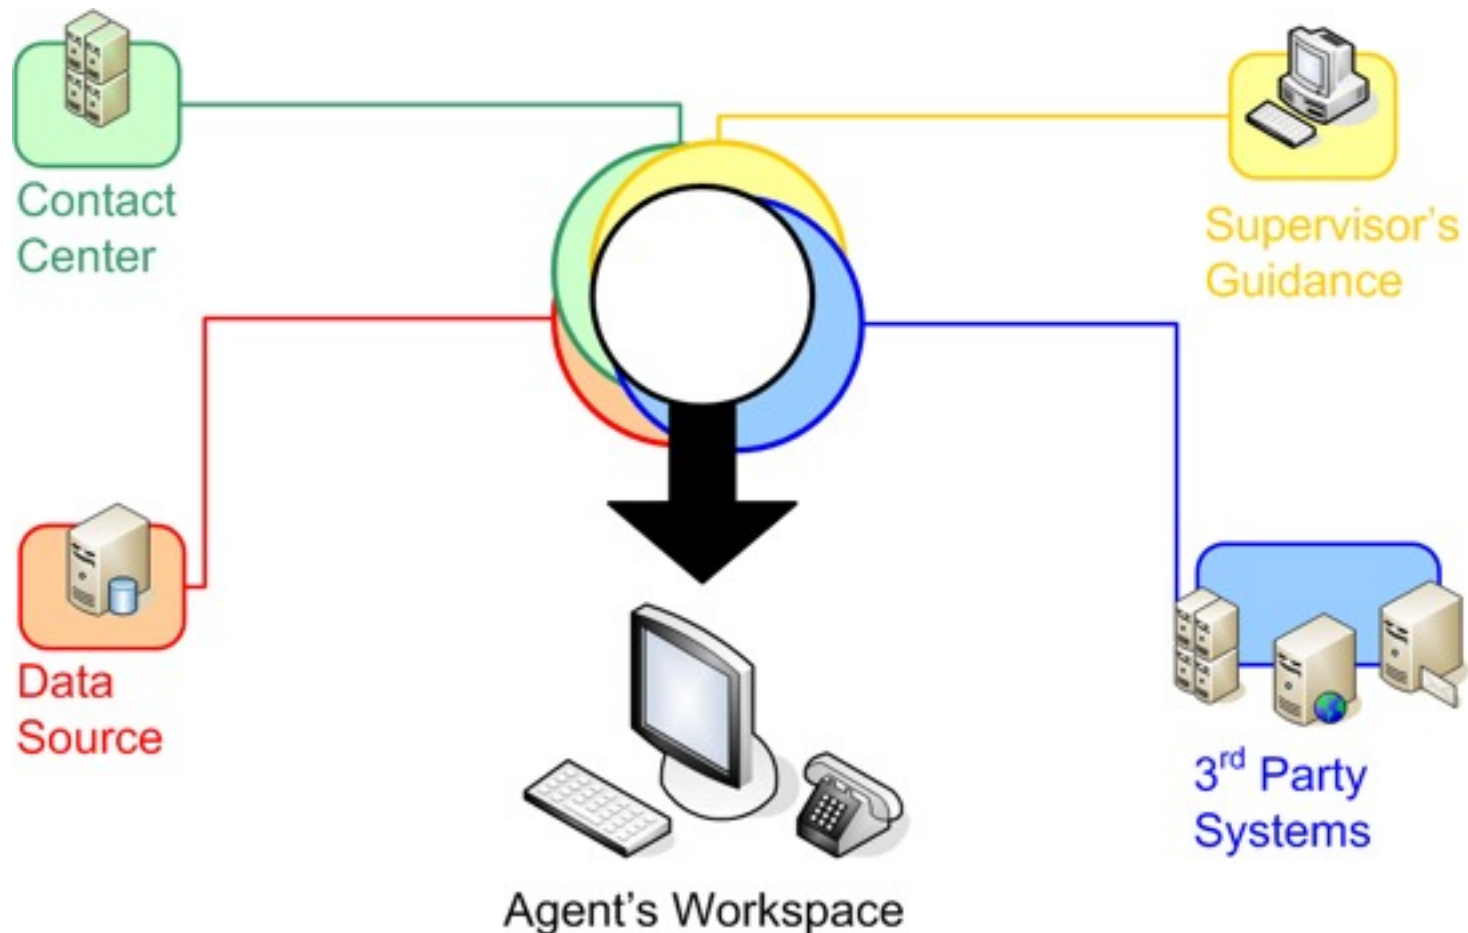 Contact
Center
Supervisor's
Guidance
Data
Source
3rd Party
Systems
Agent's Workspace